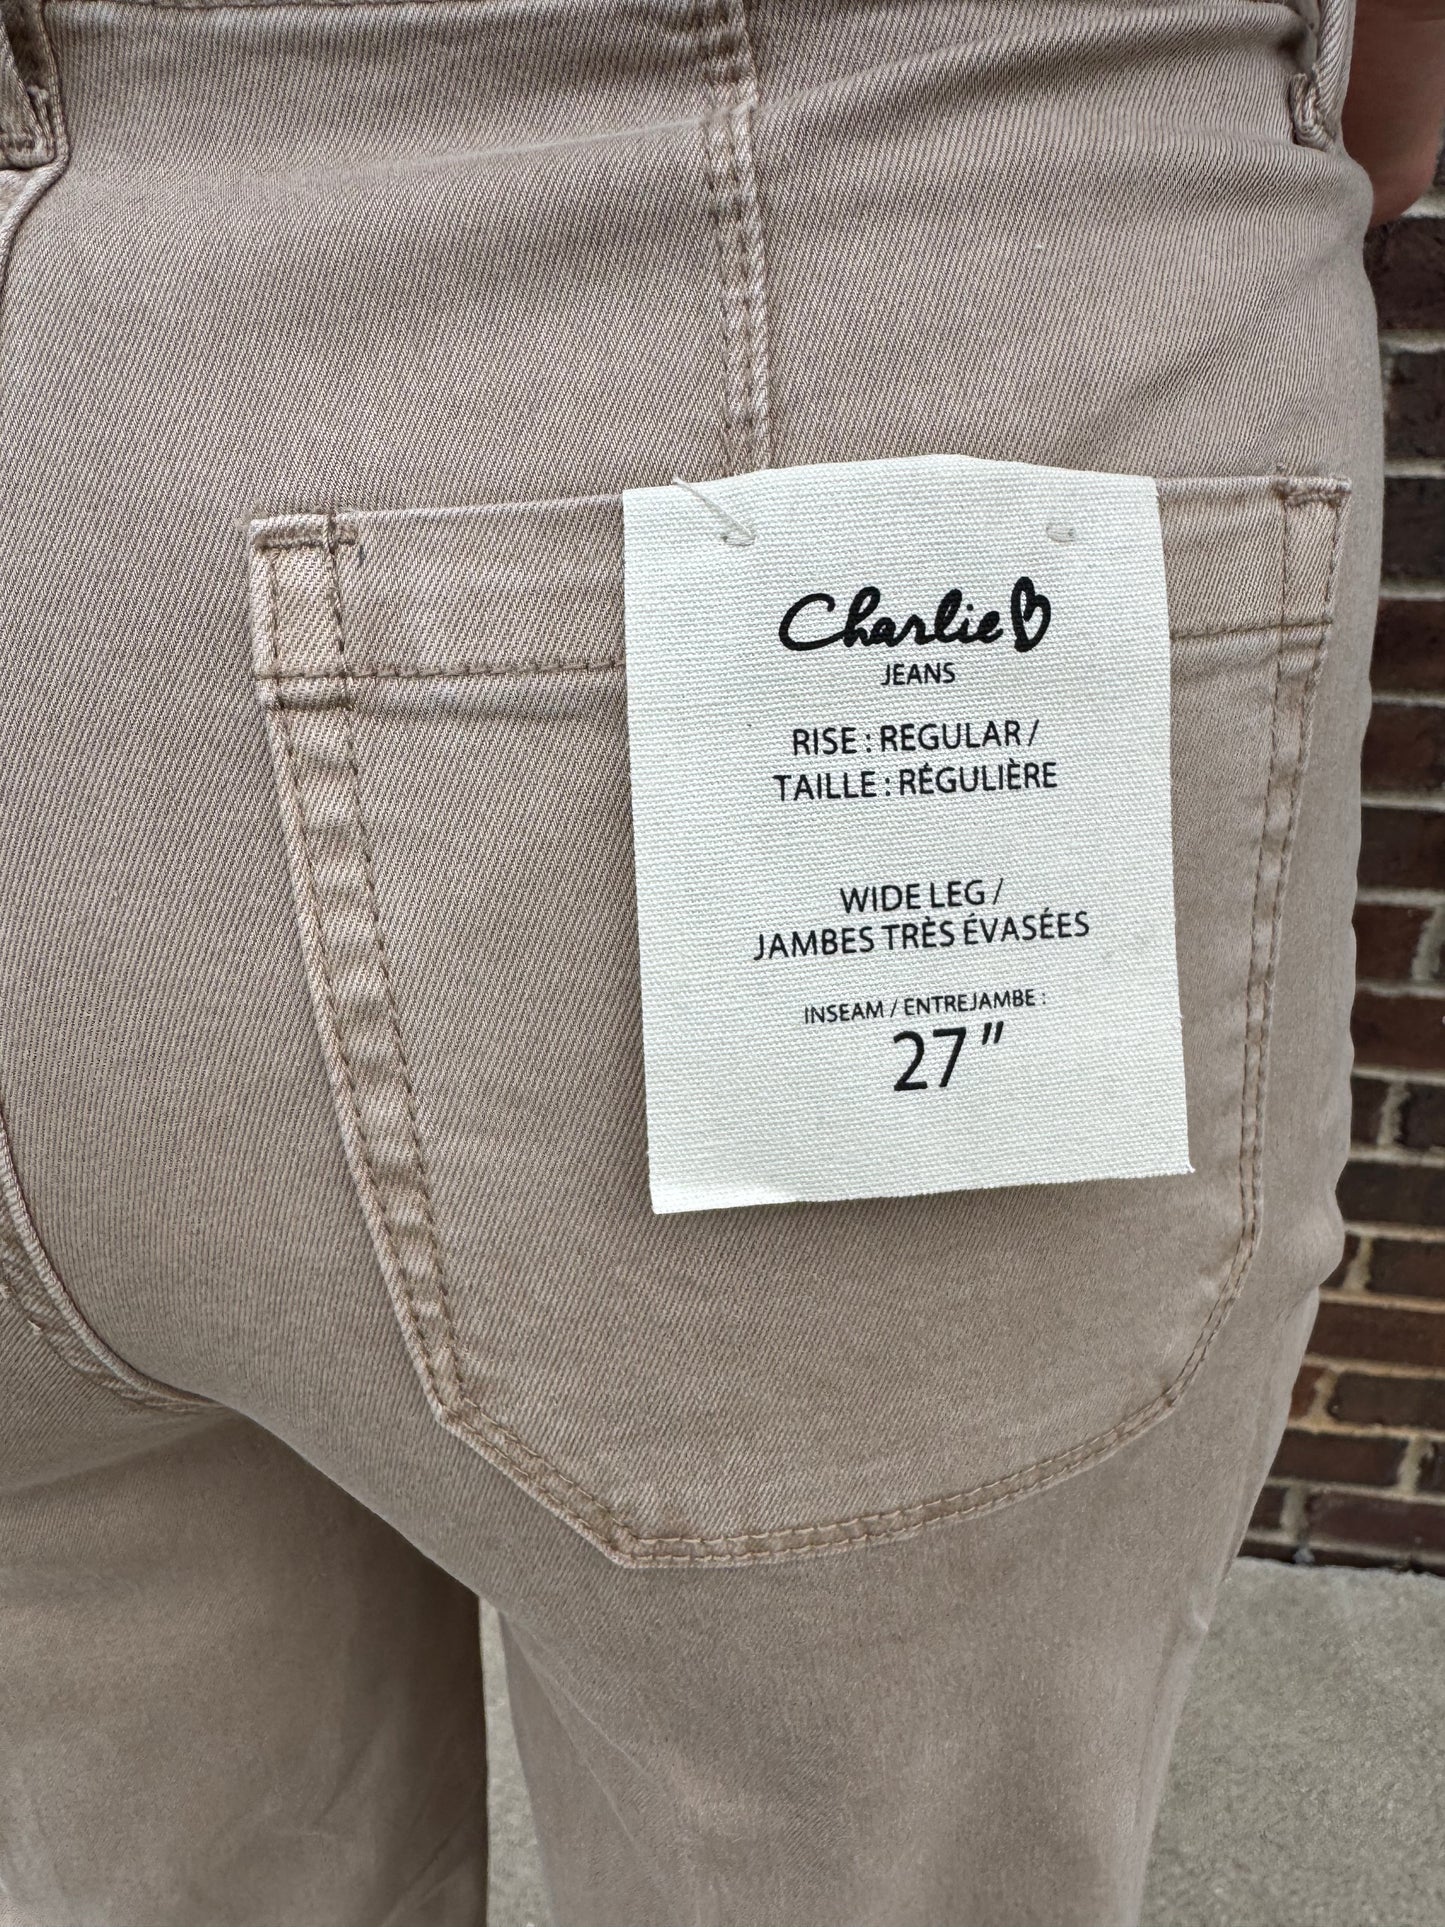 Charlie B
JEANS
RISE : REGULAR /
TAILLE : RÉGULIÈRE
WIDE LEG /
JAMBES TRÈS ÉVASÉES
INSEAM / ENTREJAMBE :
27"